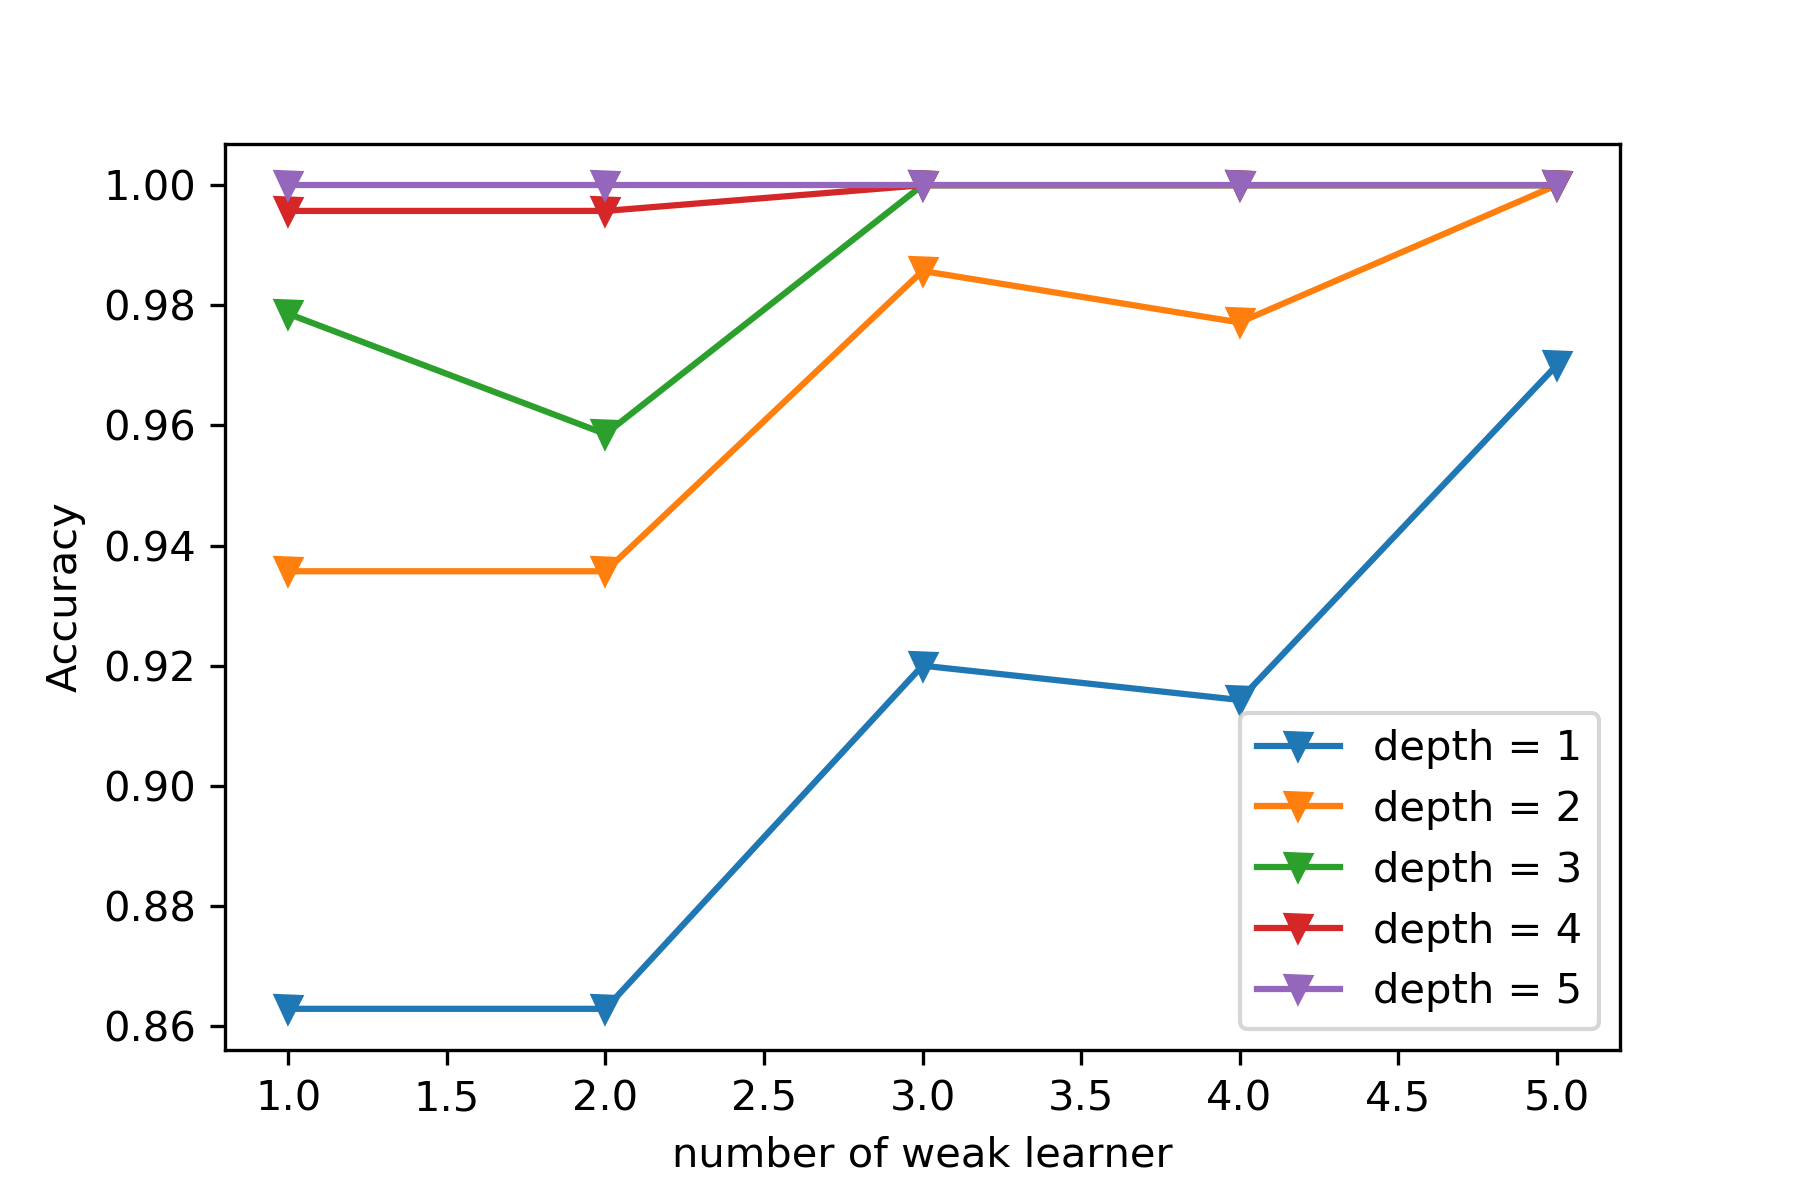 1.00
0.98
0.96
0.94
0.92
0.90
0.88
0.86
Accuracy
1.0 1.5 2.0 2.5 3.0 3.5 4.0 4.5 5.0
number of weak learner
depth = 1
depth = 2
depth = 3
depth = 4
depth = 5